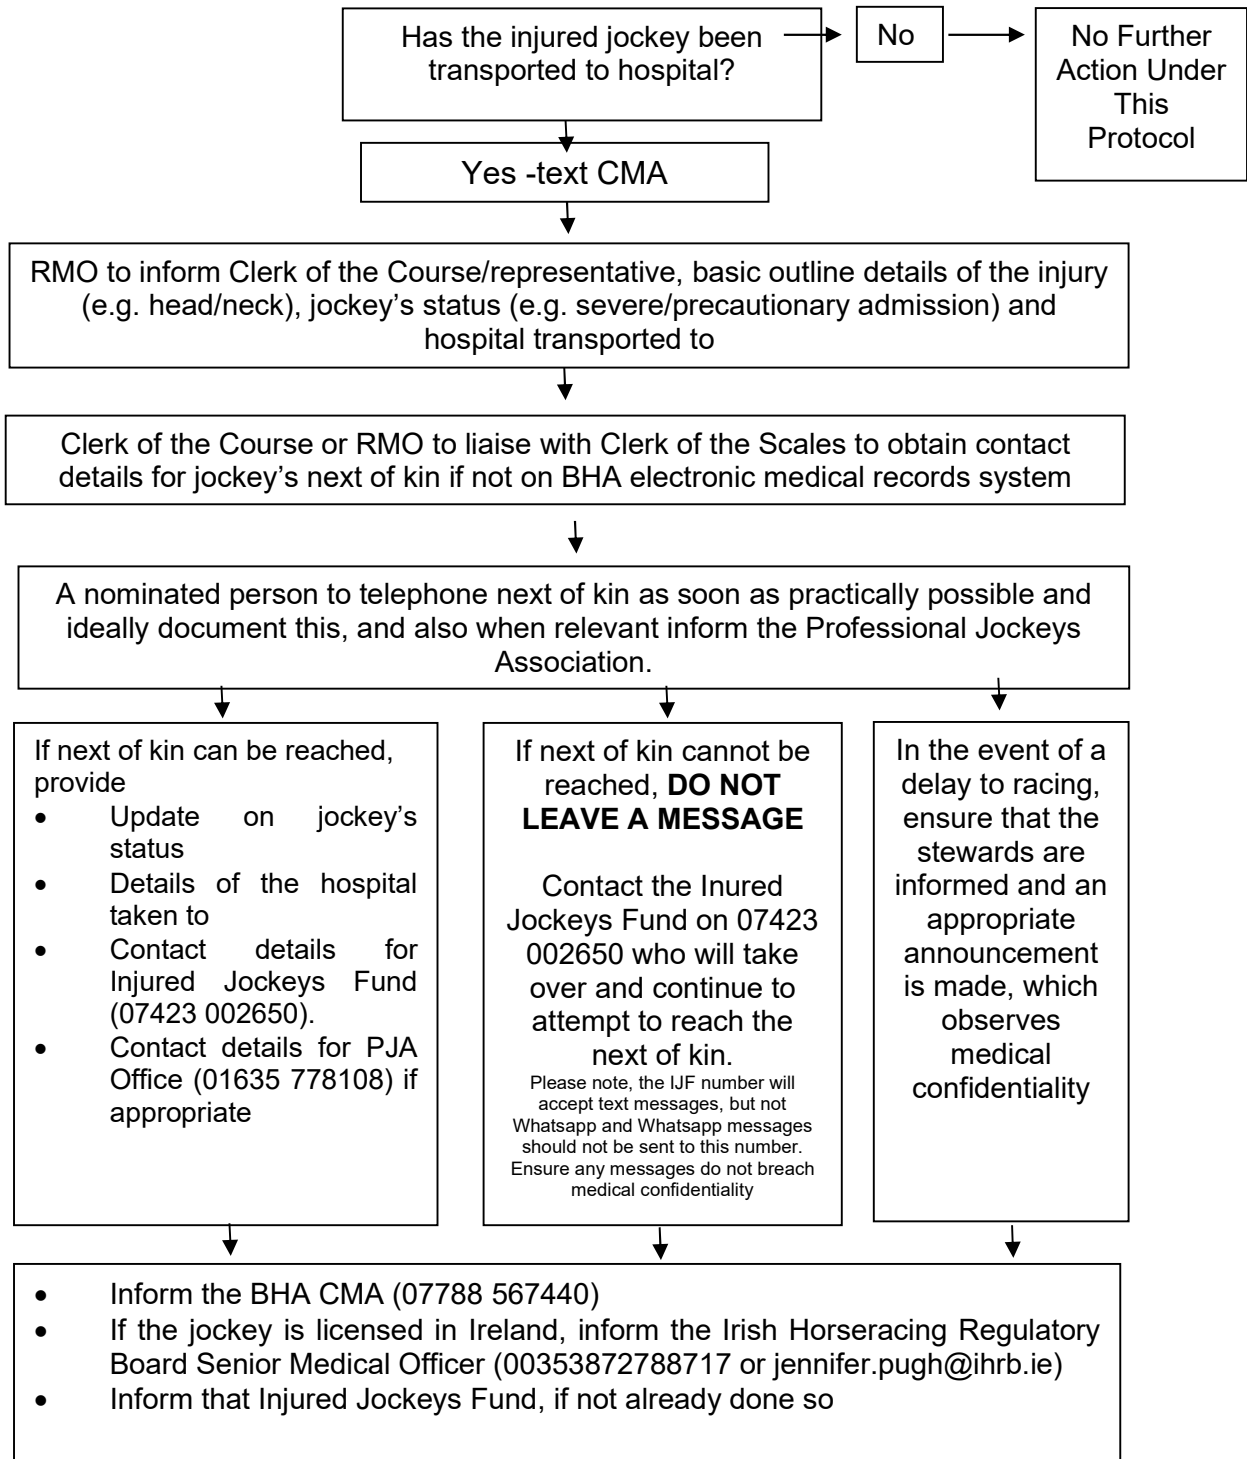 Has the injured jockey been
transported to hospital?
No
No Further
Action Under
This
Protocol
Yes -text CMA
RMO to inform Clerk of the Course/representative, basic outline details of the injury
(e.g. head/neck), jockey’s status (e.g. severe/precautionary admission) and
hospital transported to
Clerk of the Course or RMO to liaise with Clerk of the Scales to obtain contact
details for jockey’s next of kin if not on BHA electronic medical records system
A nominated person to telephone next of kin as soon as practically possible and
ideally document this, and also when relevant inform the Professional Jockeys
Association.
If next of kin can be reached,
provide
• Update on jockey’s
status
• Details of the hospital
taken to
• Contact details for
Injured Jockeys Fund
(07423 002650).
• Contact details for PJA
Office (01635 778108) if
appropriate
If next of kin cannot be
reached, DO NOT
LEAVE A MESSAGE
Contact the Inured
Jockeys Fund on 07423
002650 who will take
over and continue to
attempt to reach the
next of kin.
Please note, the IJF number will
accept text messages, but not
Whatsapp and Whatsapp messages
should not be sent to this number.
Ensure any messages do not breach
medical confidentiality
In the event of a
delay to racing,
ensure that the
stewards are
informed and an
appropriate
announcement
is made, which
observes
medical
confidentiality
• Inform the BHA CMA (07788 567440)
• If the jockey is licensed in Ireland, inform the Irish Horseracing Regulatory
Board Senior Medical Officer (00353872788717 or jennifer.pugh@ihrb.ie)
• Inform that Injured Jockeys Fund, if not already done so